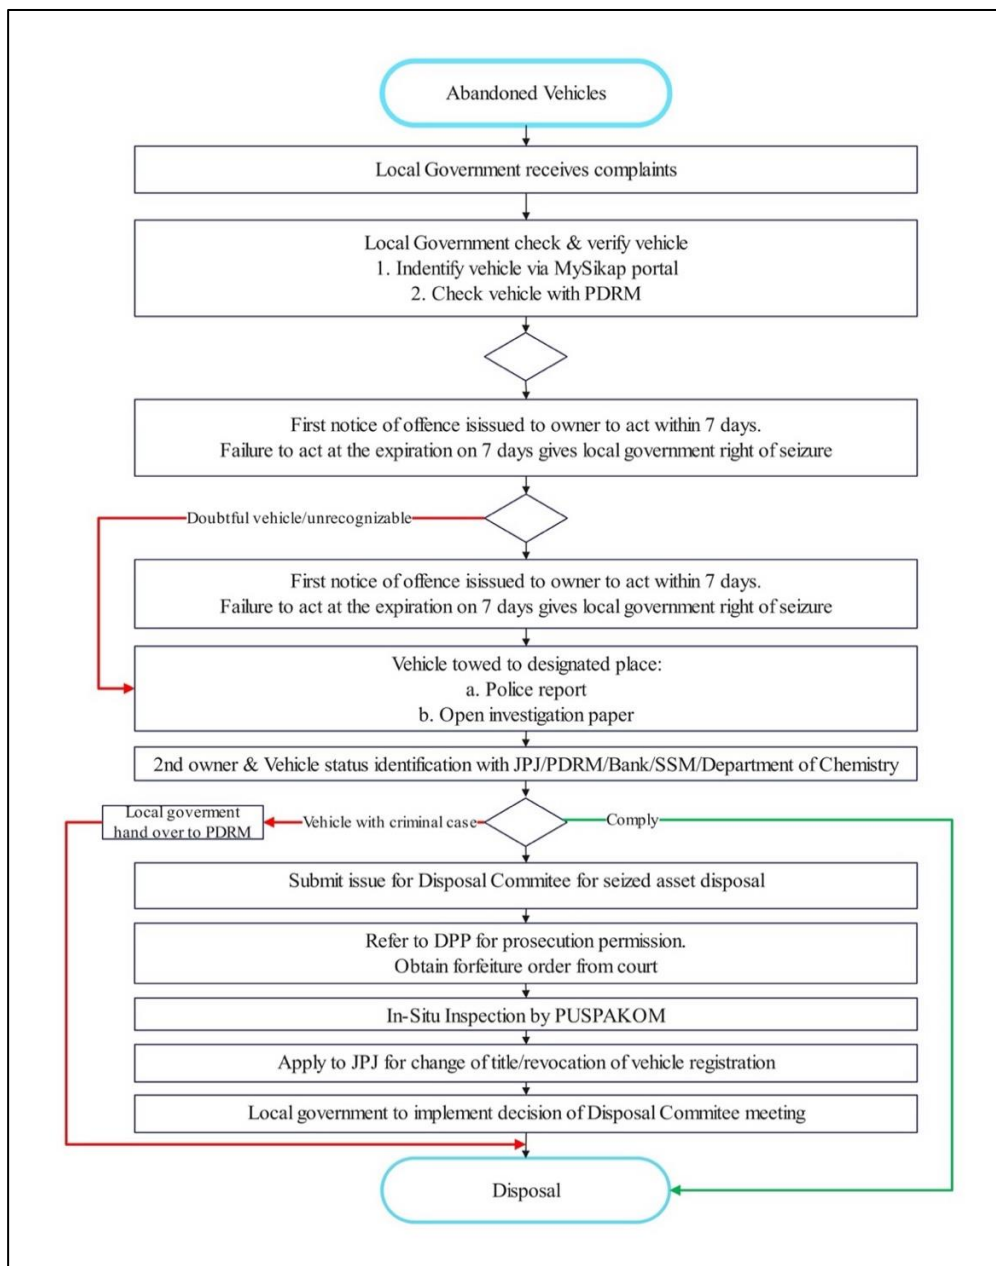 Abandoned Vehicles
Local Government receives complaints
Local Government check & verify vehicle
1. Indentify vehicle via MySikap portal
2. Check vehicle with PDRM
First notice of offence isissued to owner to act within 7 days.
Failure to act at the expiration on 7 days gives local government right of seizure
Doubtful vehicle/unrecognizable
First notice of offence isissued to owner to act within 7 days.
Failure to act at the expiration on 7 days gives local government right of seizure
Vehicle towed to designated place:
a. Police report
b. Open investigation paper
2nd owner & Vehicle status identification with JPJ/PDRM/Bank/SSM/Department of Chemistry
Local goverment
hand over to PDRM
Vehicle with criminal case
Comply
Submit issue for Disposal Commitee for seized asset disposal
Refer to DPP for prosecution permission.
Obtain forfeiture order from court
In-Situ Inspection by PUSPAKOM
Apply to JPJ for change of title/revocation of vehicle registration
Local government to implement decision of Disposal Commitee meeting
Disposal